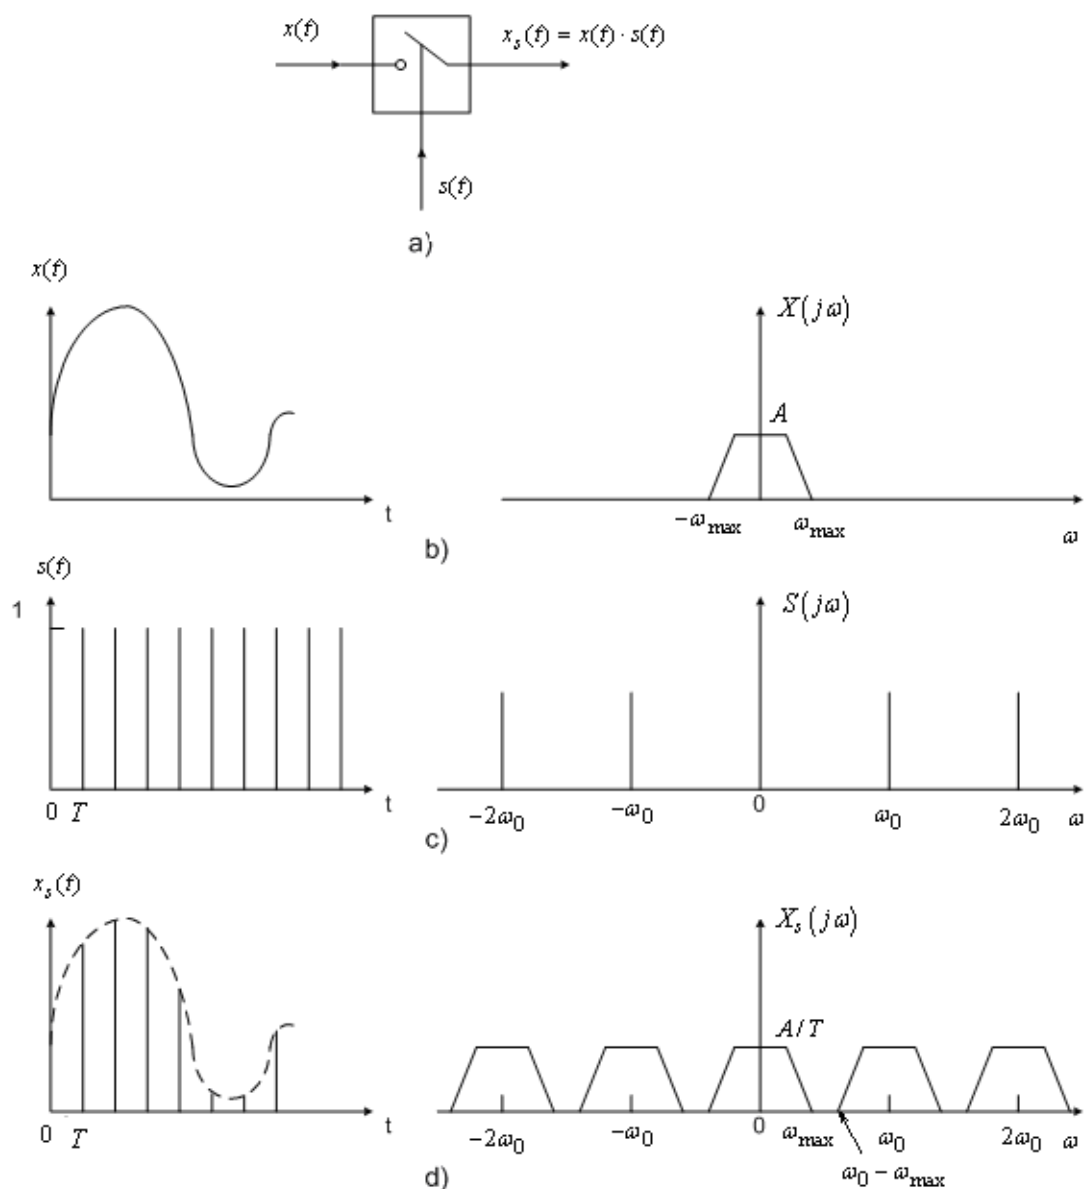 x(t)
x_s(t) = x(t) · s(t)
s(t)
a)
x(t)
t
X(jω)
A
−ω_max
ω_max
ω
b)
s(t)
1
0
T
t
S(jω)
−2ω_0
−ω_0
0
ω_0
2ω_0
ω
c)
x_s(t)
0
T
t
X_s(jω)
A/T
−2ω_0
−ω_0
0
ω_max
ω_0
2ω_0
ω
ω_0 − ω_max
d)